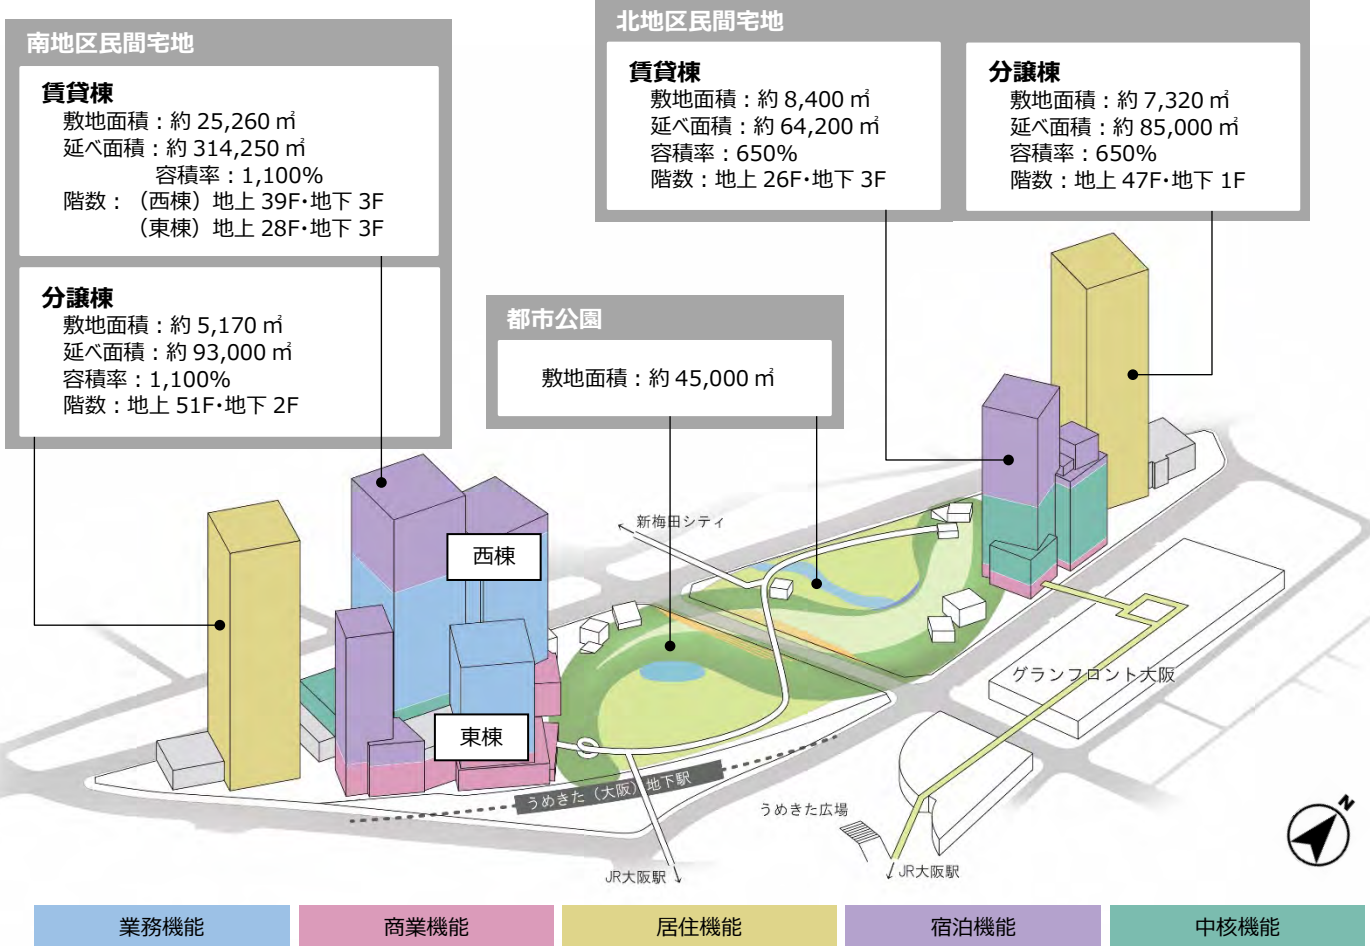 南地区民間宅地
賃貸棟
敷地面積：約 25,260 ㎡
延べ面積：約 314,250 ㎡
容積率：1,100%
階数：（西棟）地上 39F･地下 3F
（東棟）地上 28F･地下 3F
分譲棟
敷地面積：約 5,170 ㎡
延べ面積：約 93,000 ㎡
容積率：1,100%
階数：地上 51F･地下 2F
北地区民間宅地
賃貸棟
敷地面積：約 8,400 ㎡
延べ面積：約 64,200 ㎡
容積率：650%
階数：地上 26F･地下 3F
分譲棟
敷地面積：約 7,320 ㎡
延べ面積：約 85,000 ㎡
容積率：650%
階数：地上 47F･地下 1F
都市公園
敷地面積：約 45,000 ㎡
新梅田シティ
西棟
東棟
グランフロント大阪
うめきた（大阪）地下駅
うめきた広場
JR大阪駅
JR大阪駅
N
業務機能
商業機能
居住機能
宿泊機能
中核機能